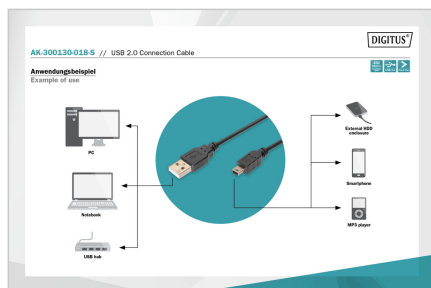 DIGITUS®
AK-300130-018-S // USB 2.0 Connection Cable
Anwendungsbeispiel
Example of use
PC
Notebook
USB hub
External HDD
enclosure
Smartphone
MP3 player